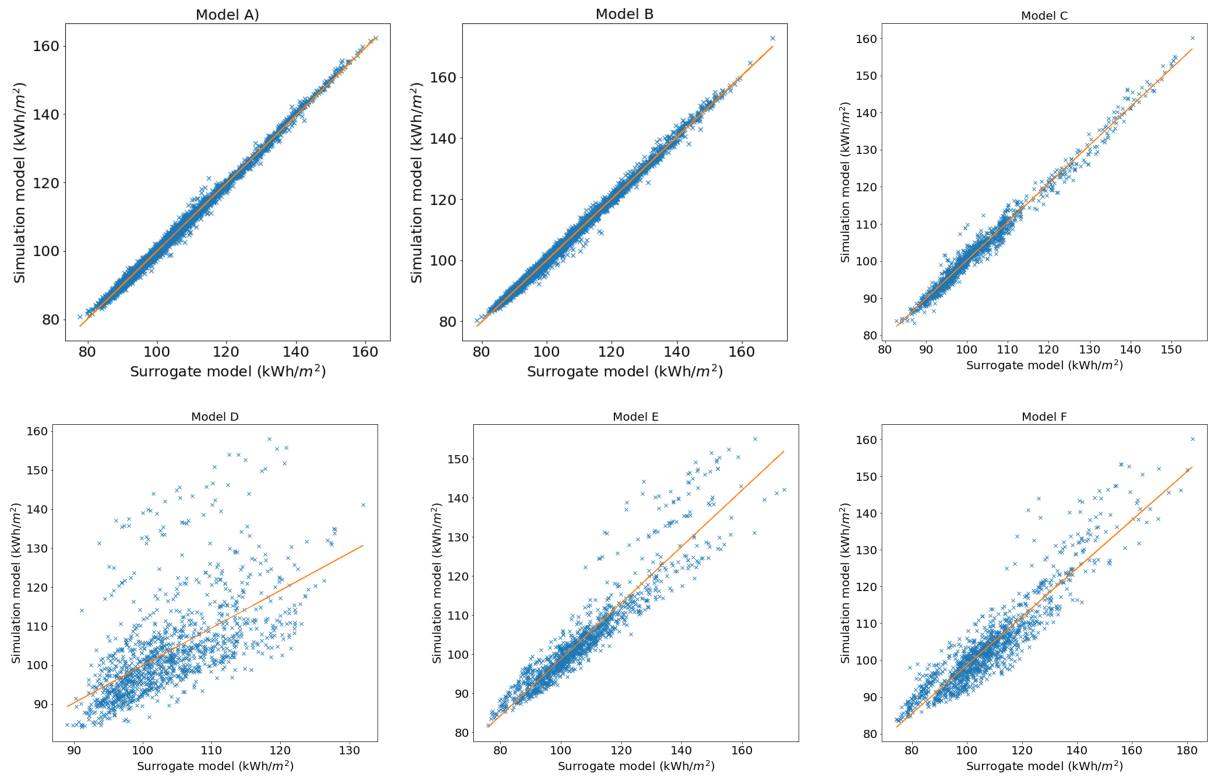 Model A)
160
140
120
100
80
Simulation model (kWh/m²)
80 100 120 140 160
Surrogate model (kWh/m²)
Model B
160
140
120
100
80
Simulation model (kWh/m²)
80 100 120 140 160
Surrogate model (kWh/m²)
Model C
160
150
140
130
120
110
100
90
80
Simulation model (kWh/m²)
80 90 100 110 120 130 140 150
Surrogate model (kWh/m²)
Model D
160
150
140
130
120
110
100
90
Simulation model (kWh/m²)
90 100 110 120 130
Surrogate model (kWh/m²)
Model E
150
140
130
120
110
100
90
80
Simulation model (kWh/m²)
80 100 120 140 160
Surrogate model (kWh/m²)
Model F
160
150
140
130
120
110
100
90
80
Simulation model (kWh/m²)
80 100 120 140 160 180
Surrogate model (kWh/m²)